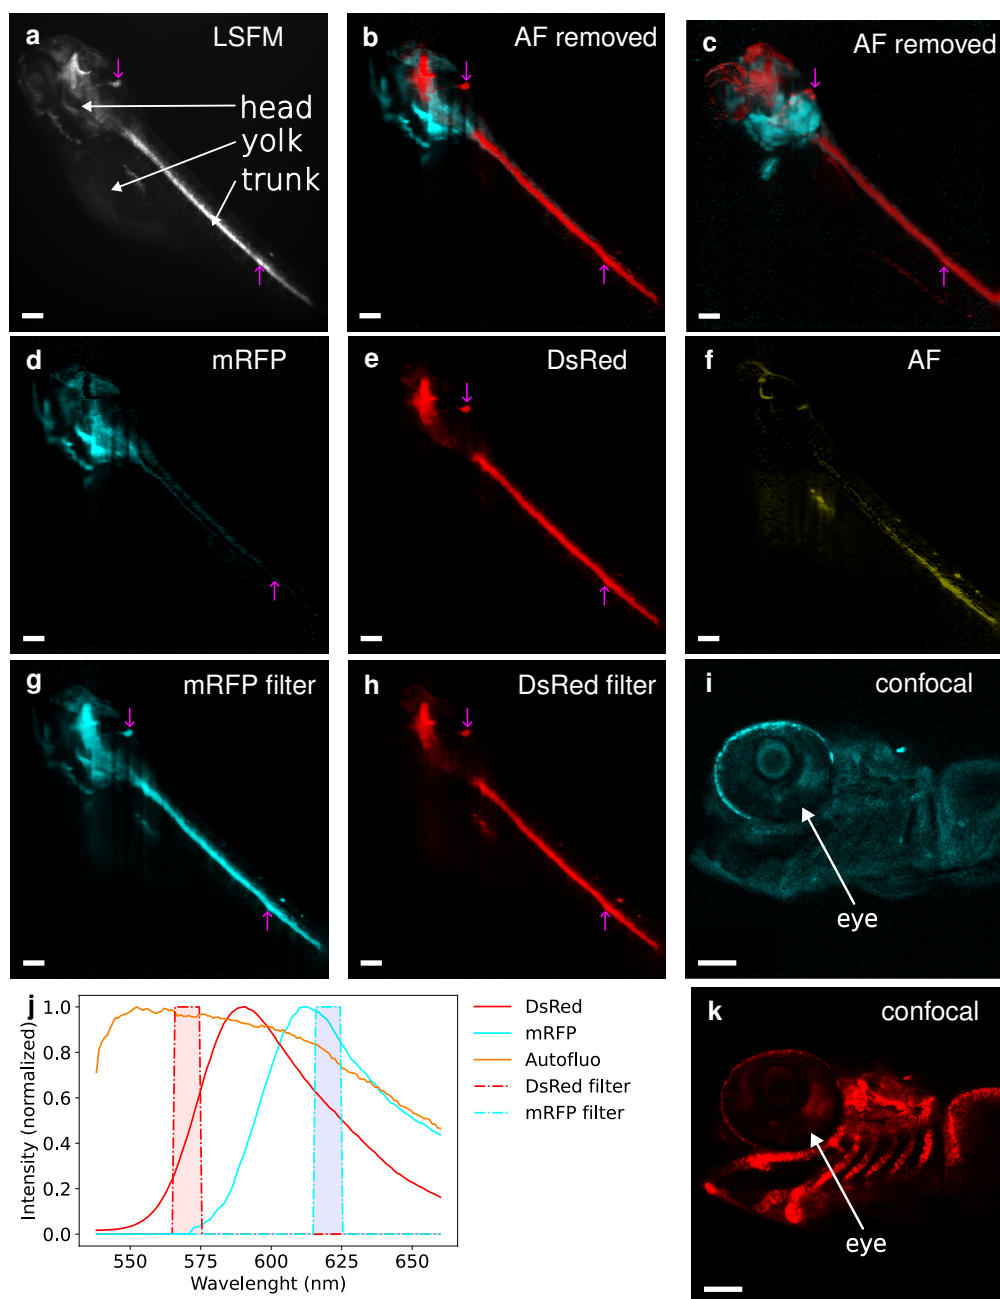 a LSFM
head
yolk
trunk
b AF removed
c AF removed
d mRFP
e DsRed
f AF
g mRFP filter
h DsRed filter
i confocal
eye
j
Intensity (normalized)
1.0
0.8
0.6
0.4
0.2
0.0
550 575 600 625 650
Wavelenght (nm)
DsRed
mRFP
Autofluo
DsRed filter
mRFP filter
k confocal
eye